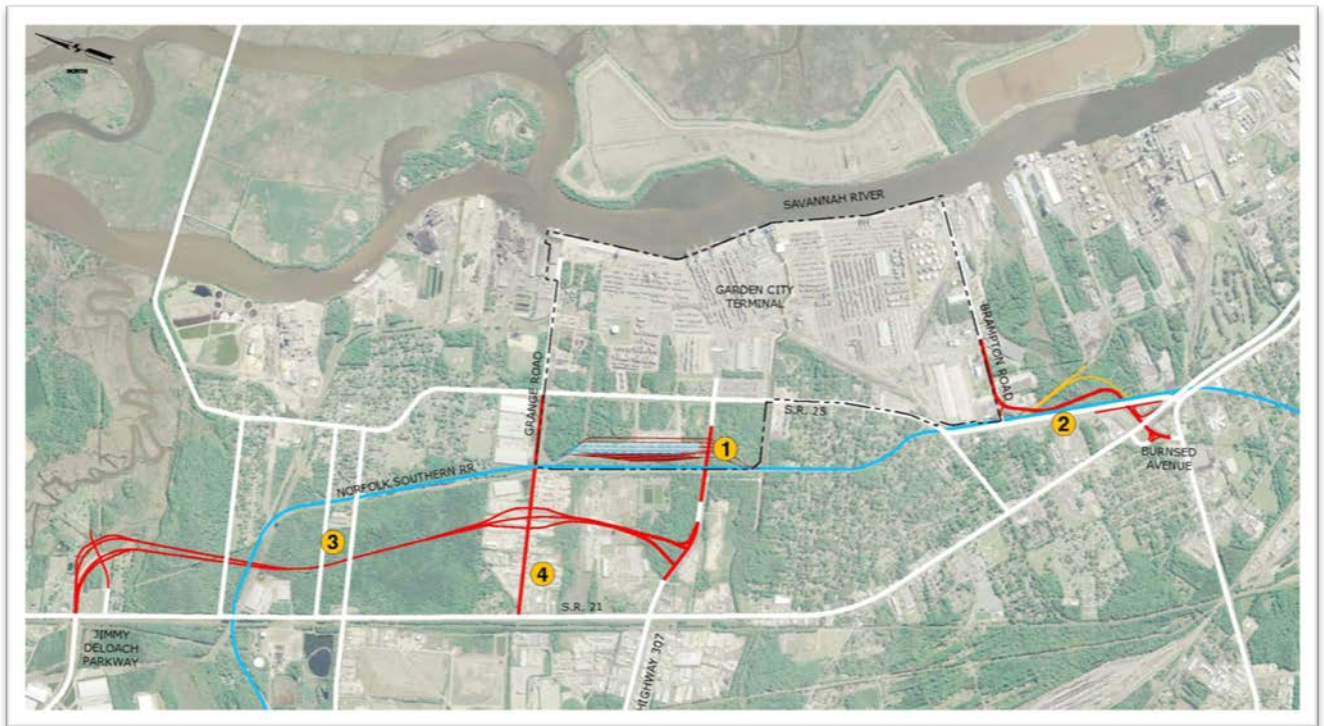 NORTH
SAVANNAH RIVER
GARDEN CITY
TERMINAL
BRAMPTON ROAD
GRANGE ROAD
S.R. 25
1
2
BURNSED
AVENUE
NORFOLK SOUTHERN RR
3
4
S.R. 21
JIMMY
DELOACH
PARKWAY
HIGHWAY 307